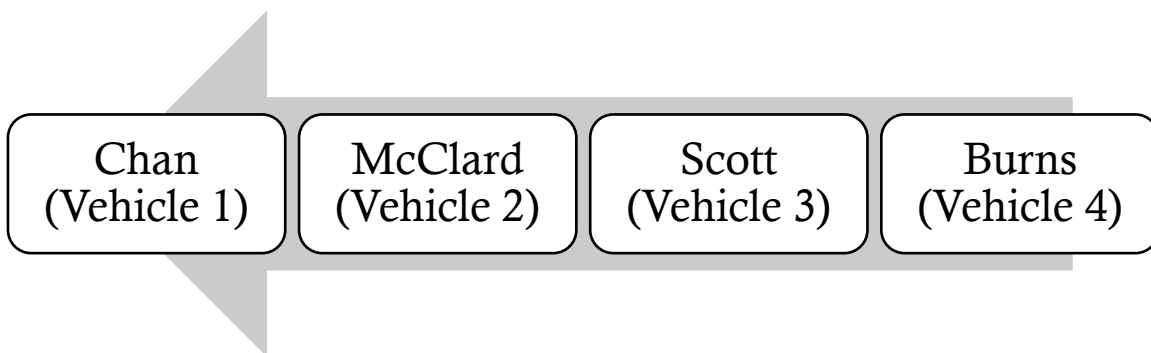 Chan
(Vehicle 1)
McClard
(Vehicle 2)
Scott
(Vehicle 3)
Burns
(Vehicle 4)